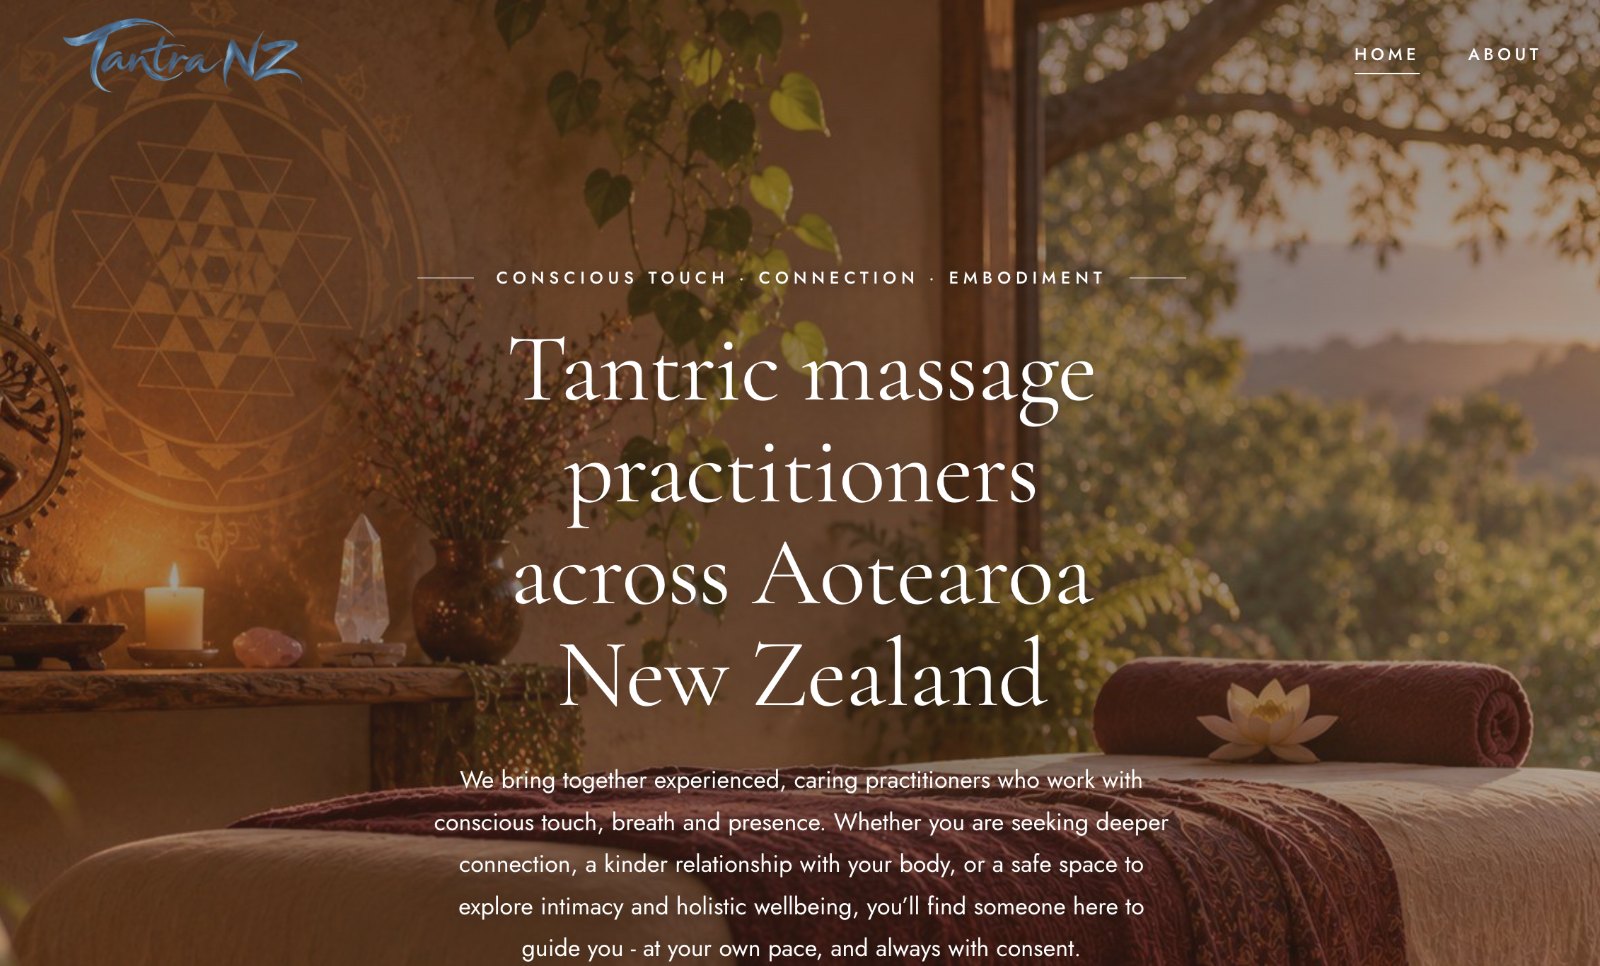 Tantra NZ
HOME ABOUT
CONSCIOUS TOUCH · CONNECTION · EMBODIMENT
Tantric massage
practitioners
across Aotearoa
New Zealand
We bring together experienced, caring practitioners who work with
conscious touch, breath and presence. Whether you are seeking deeper
connection, a kinder relationship with your body, or a safe space to
explore intimacy and holistic wellbeing, you’ll find someone here to
guide you - at your own pace, and always with consent.